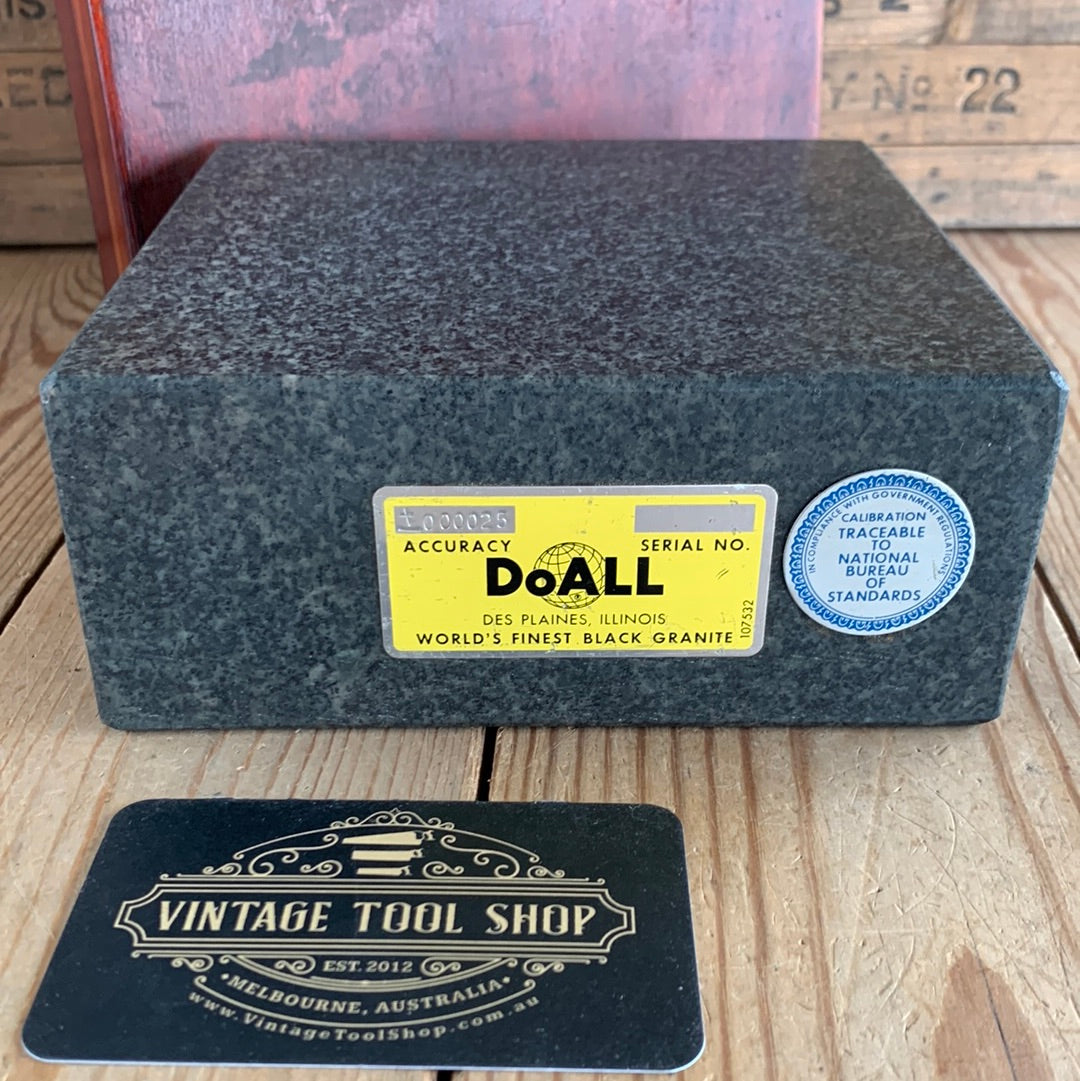 Y Nº 22
± .000025
ACCURACY SERIAL NO.
DoALL
DES PLAINES, ILLINOIS
WORLD'S FINEST BLACK GRANITE
107532
IN COMPLIANCE WITH GOVERNMENT REGULATIONS
CALIBRATION
TRACEABLE
TO
NATIONAL
BUREAU
OF
STANDARDS
VINTAGE TOOL SHOP
EST. 2012
•MELBOURNE, AUSTRALIA•
www.VintageToolShop.com.au